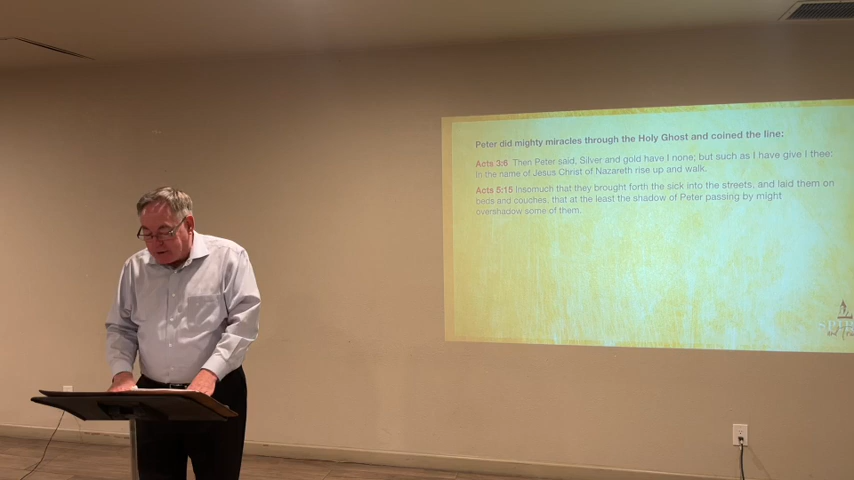 Peter did mighty miracles through the Holy Ghost and coined the line:
Acts 3:6 Then Peter said, Silver and gold have I none; but such as I have give I thee:
In the name of Jesus Christ of Nazareth rise up and walk.
Acts 5:15 Insomuch that they brought forth the sick into the streets, and laid them on
beds and couches, that at the least the shadow of Peter passing by might
overshadow some of them.